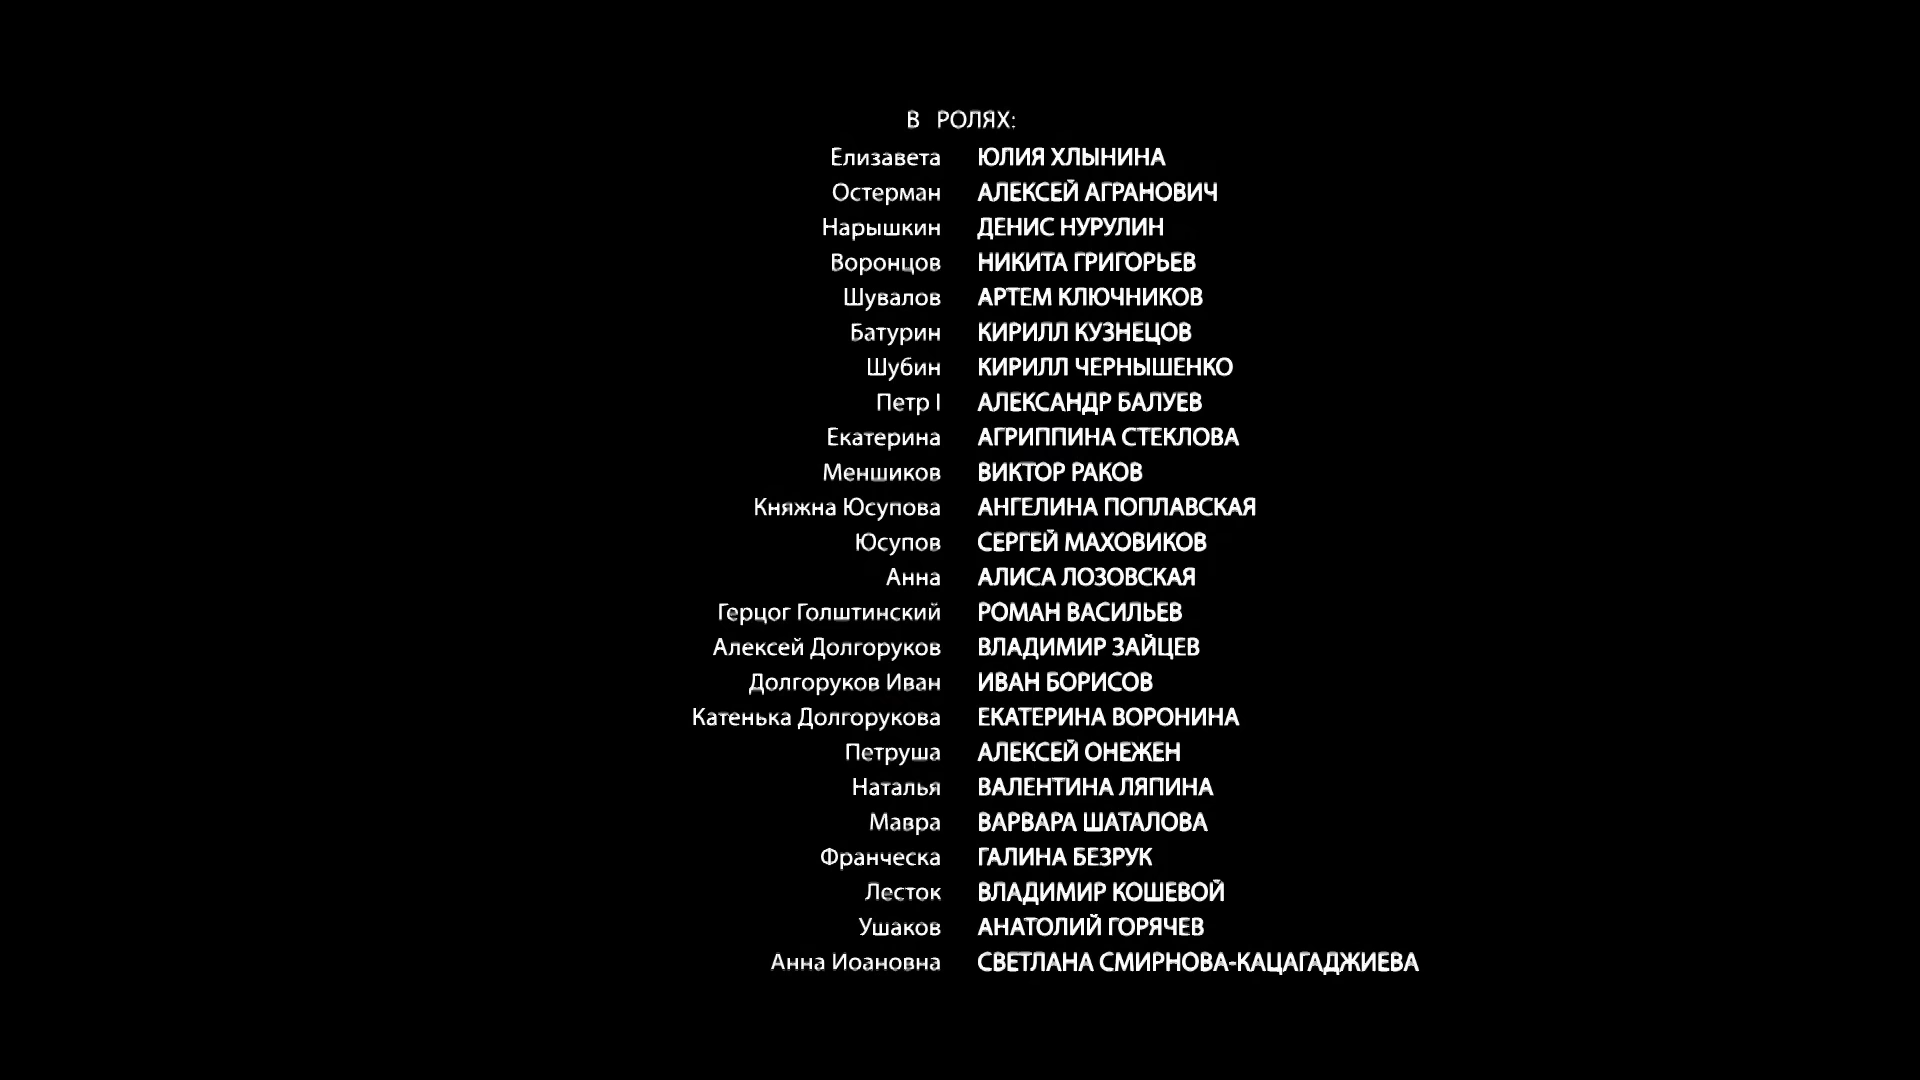 В РОЛЯХ:
Елизавета ЮЛИЯ ХЛЫНИНА
Остерман АЛЕКСЕЙ АГРАНОВИЧ
Нарышкин ДЕНИС НУРУЛИН
Воронцов НИКИТА ГРИГОРЬЕВ
Шувалов АРТЕМ КЛЮЧНИКОВ
Батурин КИРИЛЛ КУЗНЕЦОВ
Шубин КИРИЛЛ ЧЕРНЫШЕНКО
Петр I АЛЕКСАНДР БАЛУЕВ
Екатерина АГРИППИНА СТЕКЛОВА
Меншиков ВИКТОР РАКОВ
Княжна Юсупова АНГЕЛИНА ПОПЛАВСКАЯ
Юсупов СЕРГЕЙ МАХОВИКОВ
Анна АЛИСА ЛОЗОВСКАЯ
Герцог Голштинский РОМАН ВАСИЛЬЕВ
Алексей Долгоруков ВЛАДИМИР ЗАЙЦЕВ
Долгоруков Иван ИВАН БОРИСОВ
Катенька Долгорукова ЕКАТЕРИНА ВОРОНИНА
Петруша АЛЕКСЕЙ ОНЕЖЕН
Наталья ВАЛЕНТИНА ЛЯПИНА
Мавра ВАРВАРА ШАТАЛОВА
Франческа ГАЛИНА БЕЗРУК
Лесток ВЛАДИМИР КОШЕВОЙ
Ушаков АНАТОЛИЙ ГОРЯЧЕВ
Анна Иоановна СВЕТЛАНА СМИРНОВА-КАЦАГАДЖИЕВА